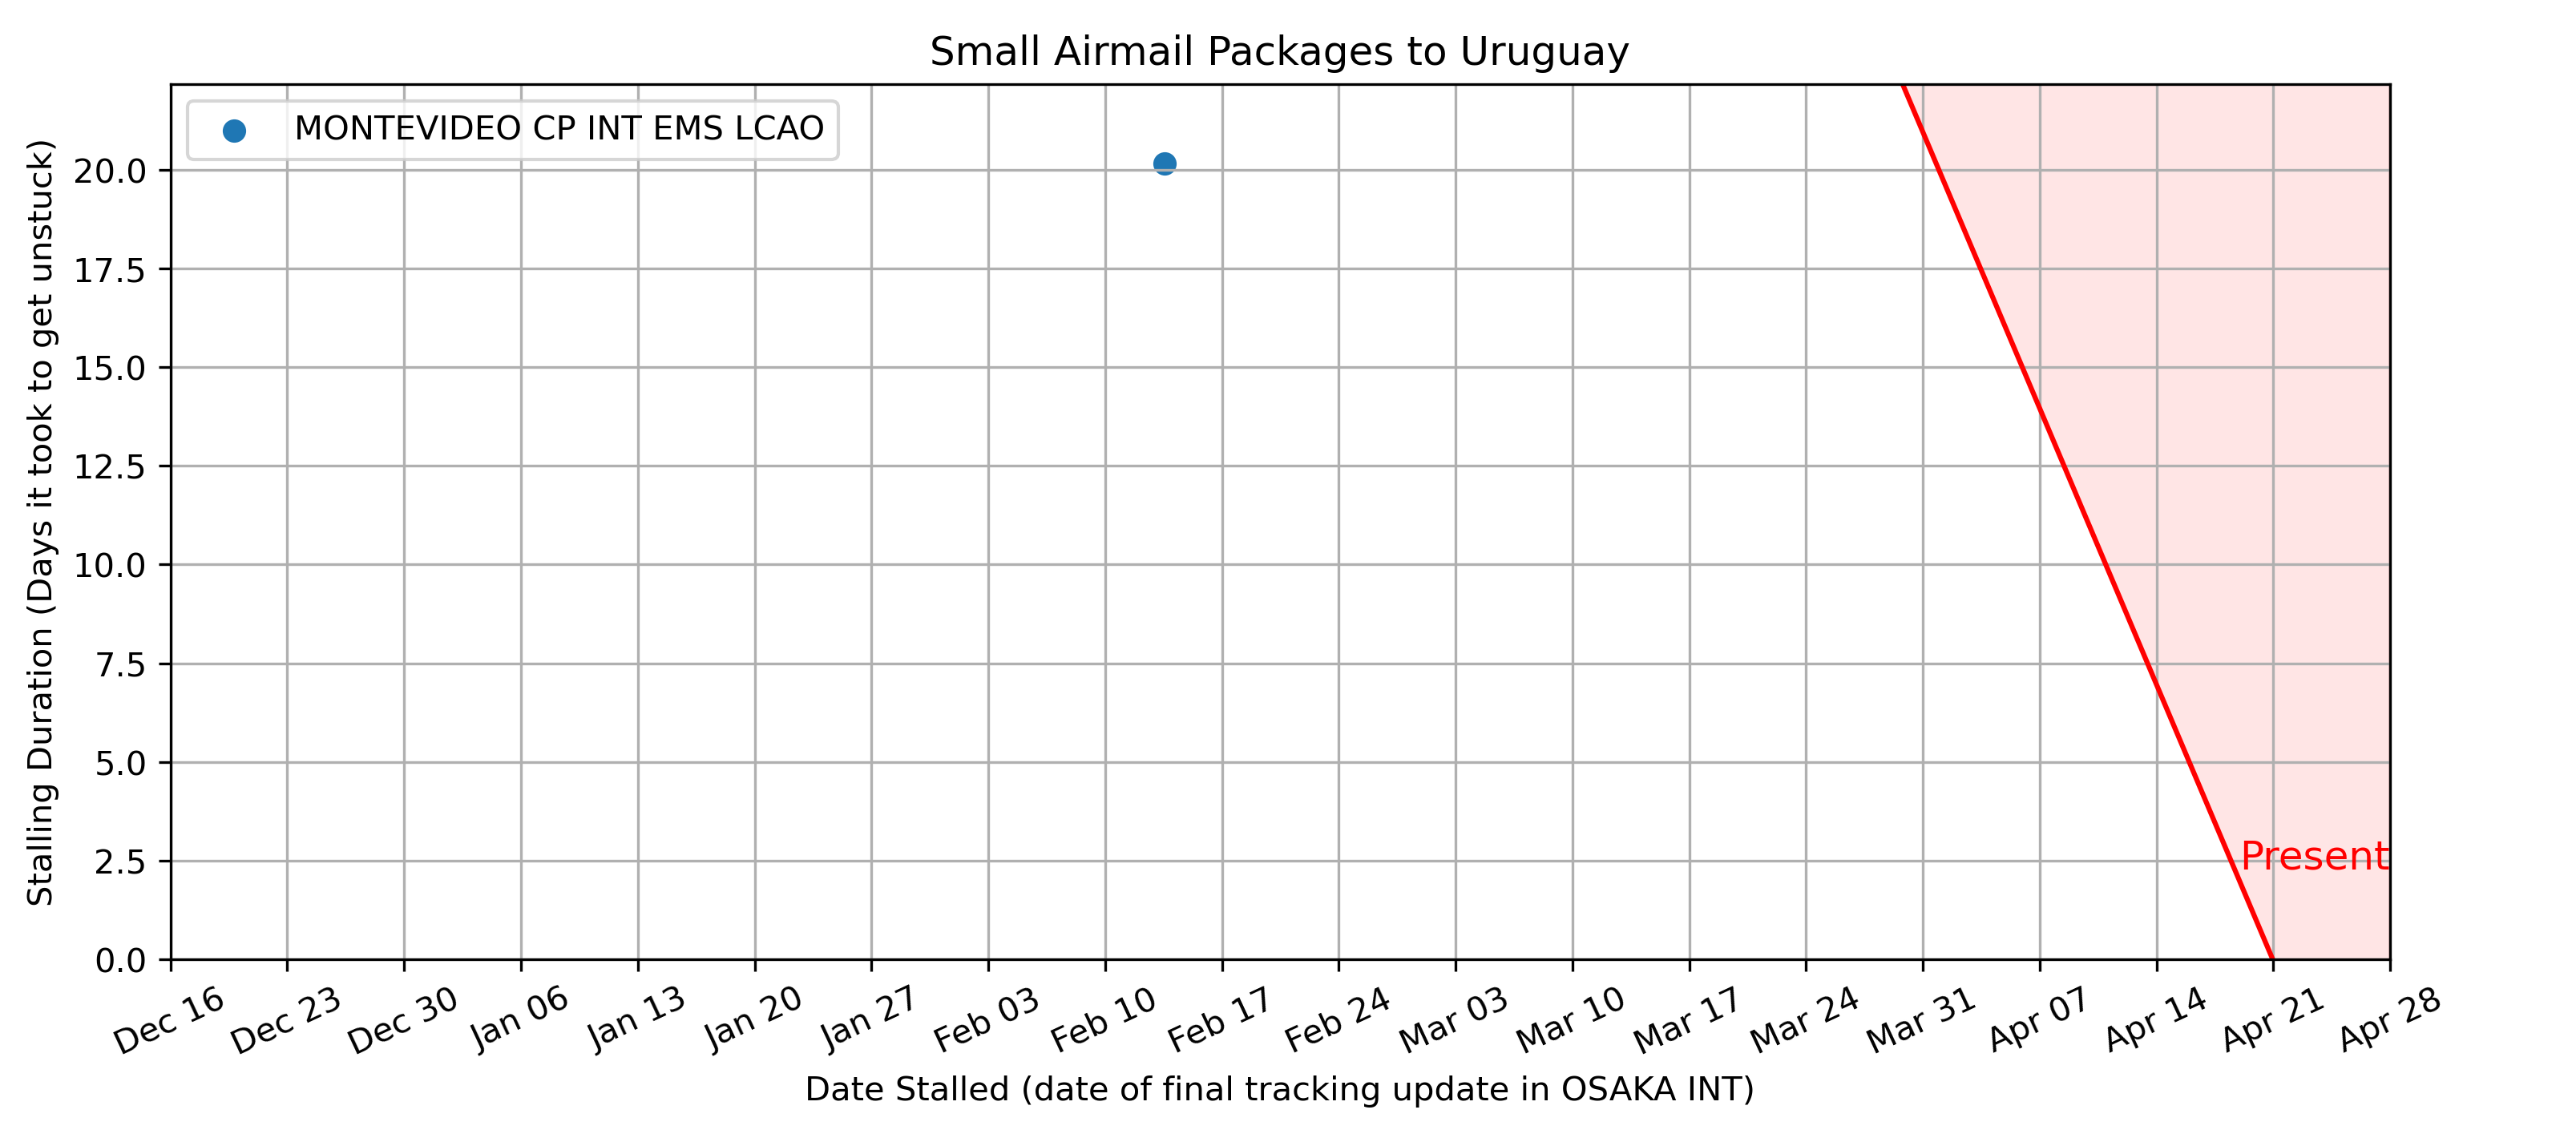 Small Airmail Packages to Uruguay
MONTEVIDEO CP INT EMS LCAO
Stalling Duration (Days it took to get unstuck)
20.0
17.5
15.0
12.5
10.0
7.5
5.0
2.5
0.0
Present
Dec 16
Dec 23
Dec 30
Jan 06
Jan 13
Jan 20
Jan 27
Feb 03
Feb 10
Feb 17
Feb 24
Mar 03
Mar 10
Mar 17
Mar 24
Mar 31
Apr 07
Apr 14
Apr 21
Apr 28
Date Stalled (date of final tracking update in OSAKA INT)